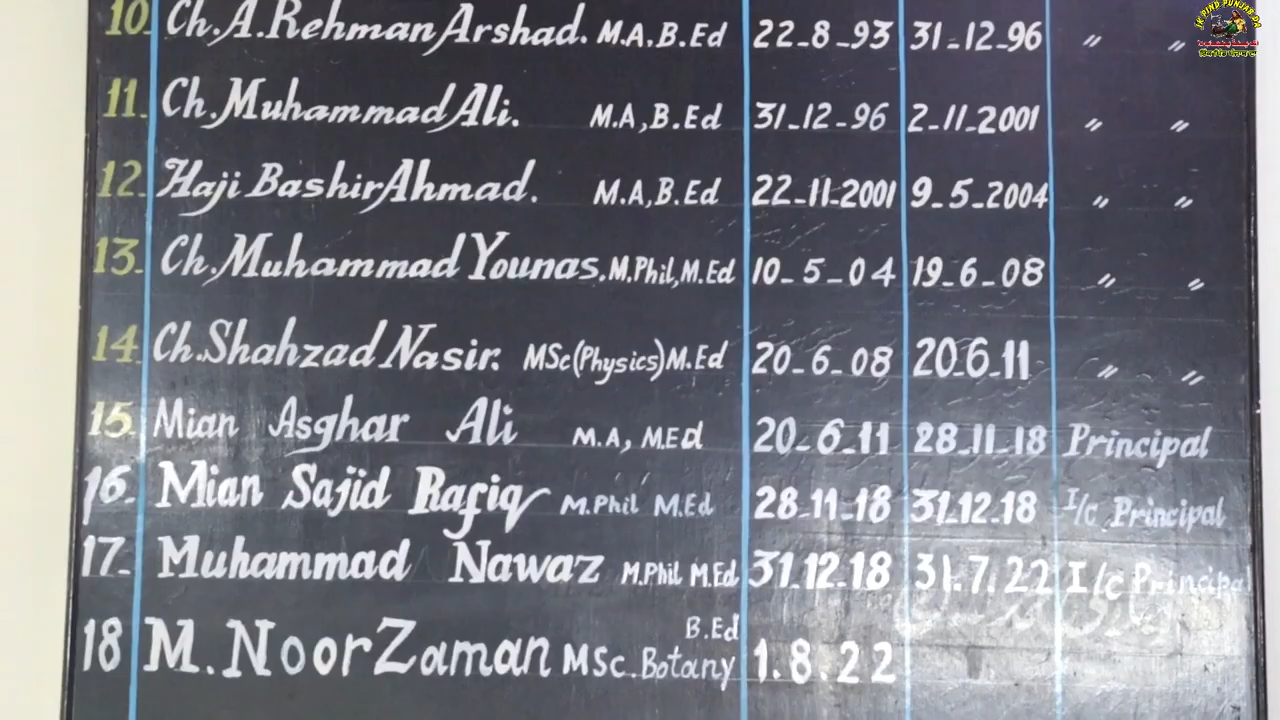 IK PIND PUNJAB DA
10 Ch. A. Rehman Arshad. M.A, B.Ed 22-8-93 31-12-96 〃 〃
11. Ch. Muhammad Ali. M.A, B.Ed 31-12-96 2-11-2001 〃 〃
12. Haji Bashir Ahmad. M.A, B.Ed 22-11-2001 9-5-2004 〃 〃
13. Ch. Muhammad Younas. M.Phil, M.Ed 10-5-04 19-6-08 〃 〃
14. Ch. Shahzad Nasir. MSc(Physics) M.Ed 20-6-08 20.6.11 〃 〃
15. Mian Asghar Ali M.A, M.Ed 20-6-11 28.11.18 Principal
16. Mian Sajid Rafiq M.Phil M.Ed 28.11.18 31.12.18 I/c Principal
17. Muhammad Nawaz M.Phil M.Ed 31.12.18 31.7.22 I/c Principal
18 M. Noor Zaman MSc. Botany B.Ed 1.8.22